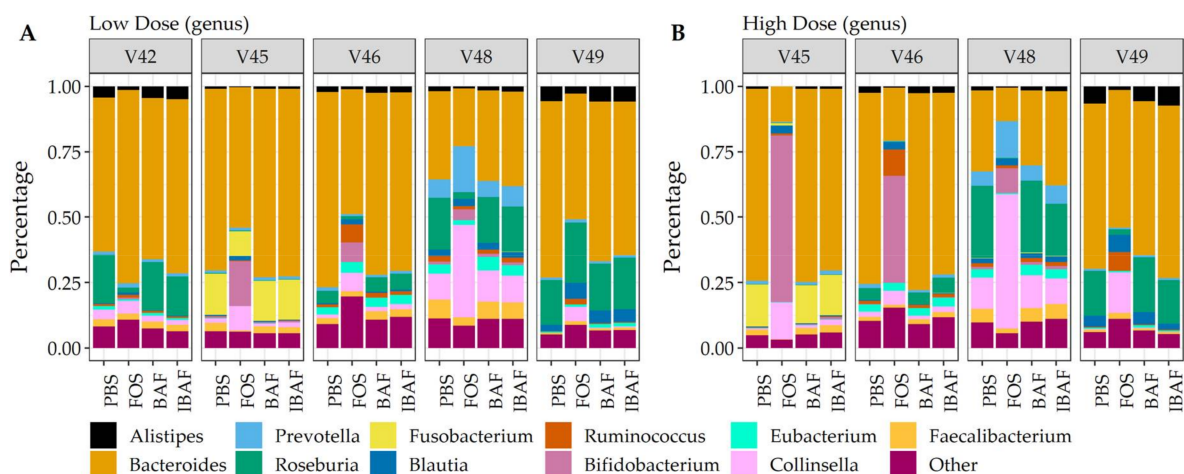 A Low Dose (genus)
V42 V45 V46 V48 V49
Percentage
1.00
0.75
0.50
0.25
0.00
PBS FOS BAF IBAF PBS FOS BAF IBAF PBS FOS BAF IBAF PBS FOS BAF IBAF PBS FOS BAF IBAF
B High Dose (genus)
V45 V46 V48 V49
Percentage
1.00
0.75
0.50
0.25
0.00
PBS FOS BAF IBAF PBS FOS BAF IBAF PBS FOS BAF IBAF PBS FOS BAF IBAF
Alistipes Prevotella Fusobacterium Ruminococcus Eubacterium Faecalibacterium
Bacteroides Roseburia Blautia Bifidobacterium Collinsella Other